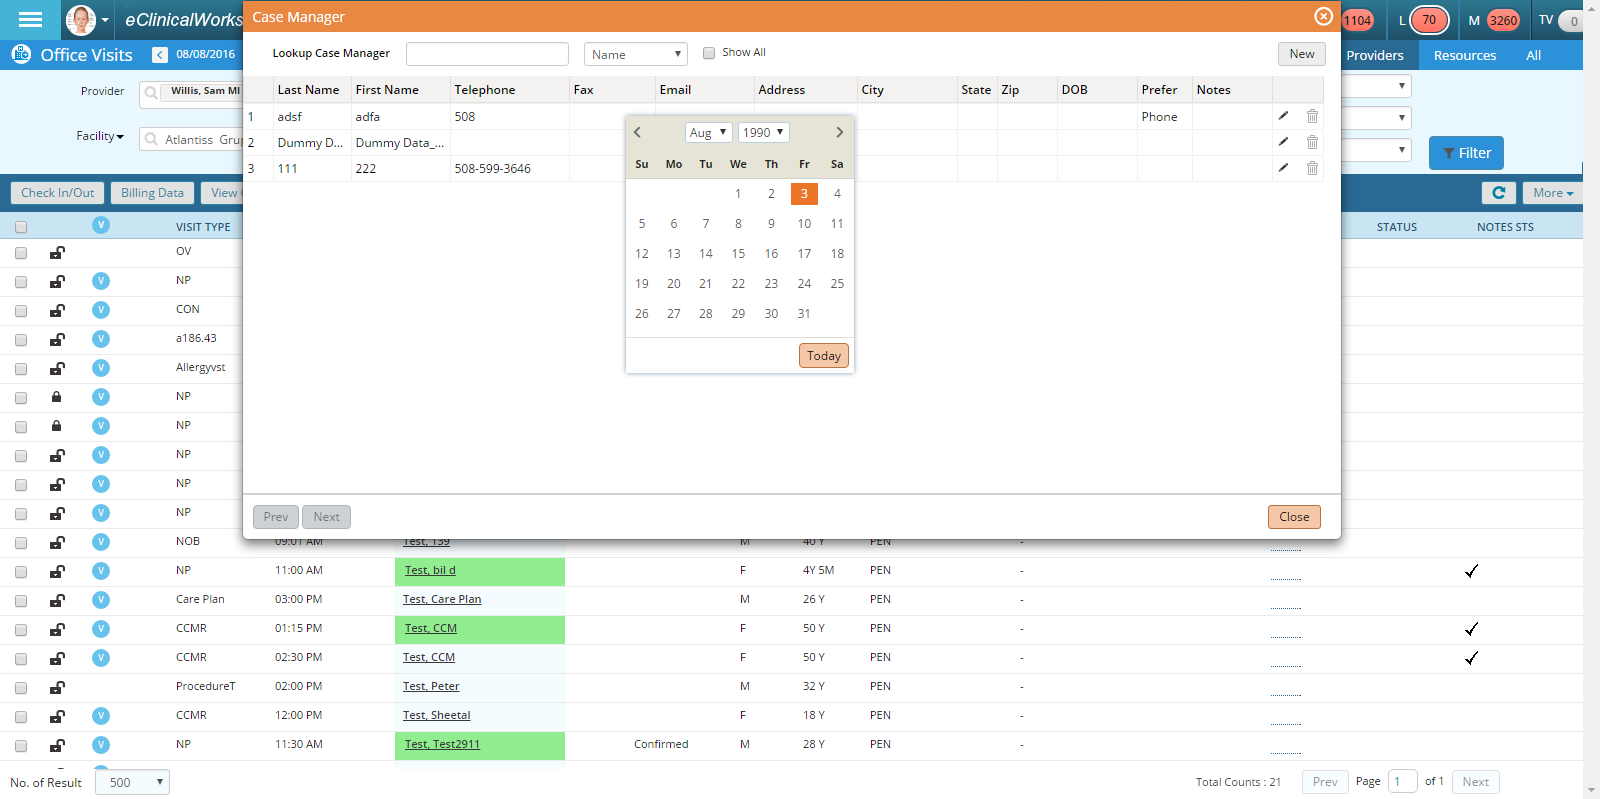 eClinicalWorks
Case Manager
1104
L 70
M 3260
TV 0
Office Visits
08/08/2016
Providers
Resources
All
Lookup Case Manager
Name
Show All
New
Provider
Willis, Sam MI
Facility
Atlantiss Gru
Filter
Last Name First Name Telephone Fax Email Address City State Zip DOB Prefer Notes
1 adsf adfa 508 Phone
2 Dummy D... Dummy Data_...
3 111 222 508-599-3646
Aug 1990
Su Mo Tu We Th Fr Sa
1 2 3 4
5 6 7 8 9 10 11
12 13 14 15 16 17 18
19 20 21 22 23 24 25
26 27 28 29 30 31
Today
Prev Next
Close
Check In/Out Billing Data View
More
V VISIT TYPE STATUS NOTES STS
OV
V NP
V CON
V a186.43
V Allergyvst
V NP
V NP
V NP
V NP
V NP
V NOB 09:01 AM Test, 139 M 40 Y PEN -
V NP 11:00 AM Test, bil d F 4Y 5M PEN -
V Care Plan 03:00 PM Test, Care Plan M 26 Y PEN -
V CCMR 01:15 PM Test, CCM F 50 Y PEN -
V CCMR 02:30 PM Test, CCM F 50 Y PEN -
ProcedureT 02:00 PM Test, Peter M 32 Y PEN -
V CCMR 12:00 PM Test, Sheetal F 18 Y PEN -
V NP 11:30 AM Test, Test2911 Confirmed M 28 Y PEN -
No. of Result 500
Total Counts : 21 Prev Page 1 of 1 Next